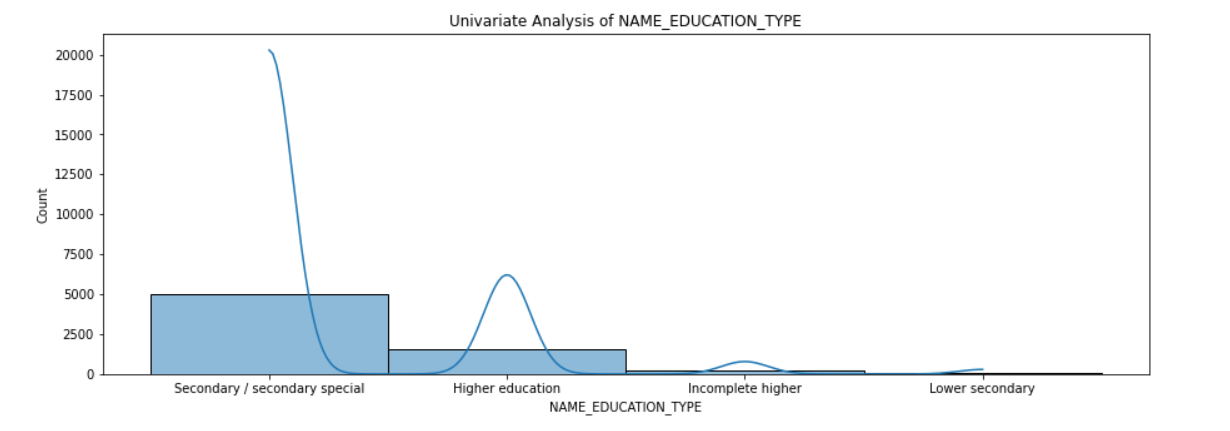 Univariate Analysis of NAME_EDUCATION_TYPE
20000
17500
15000
12500
10000
7500
5000
2500
0
Count
Secondary / secondary special
Higher education
Incomplete higher
Lower secondary
NAME_EDUCATION_TYPE